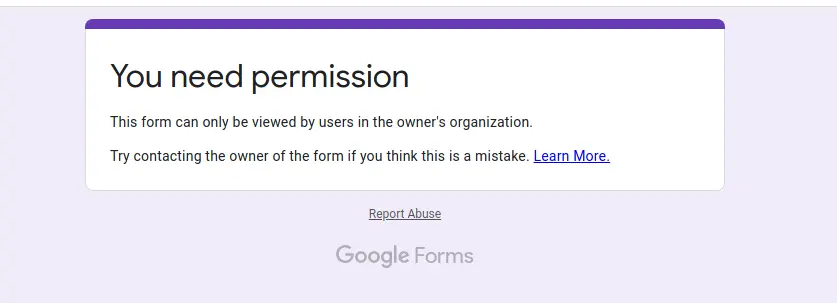 You need permission
This form can only be viewed by users in the owner's organization.
Try contacting the owner of the form if you think this is a mistake. Learn More.
Report Abuse
Google Forms